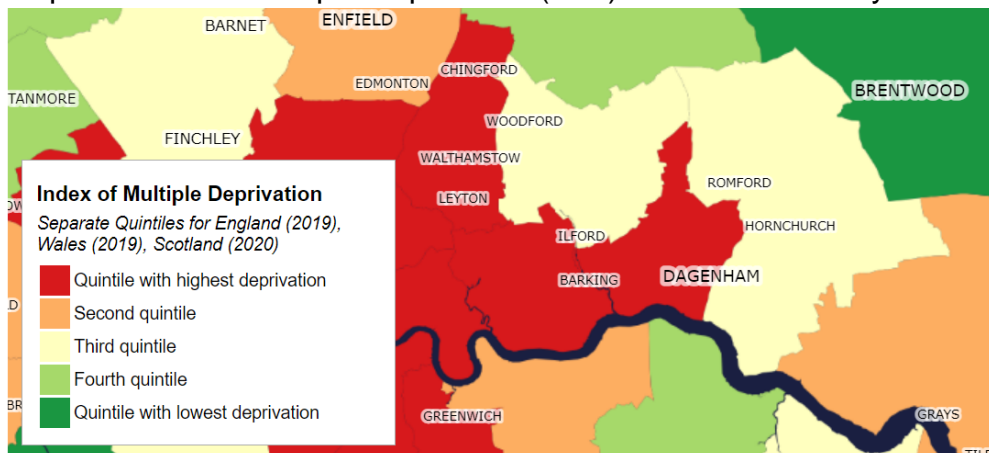 BARNET
ENFIELD
CHINGFORD
EDMONTON
TANMORE
BRENTWOOD
WOODFORD
FINCHLEY
WALTHAMSTOW
ROMFORD
LEYTON
HORNCHURCH
ILFORD
BARKING
DAGENHAM
Index of Multiple Deprivation
Separate Quintiles for England (2019),
Wales (2019), Scotland (2020)
Quintile with highest deprivation
Second quintile
Third quintile
Fourth quintile
Quintile with lowest deprivation
GREENWICH
GRAYS